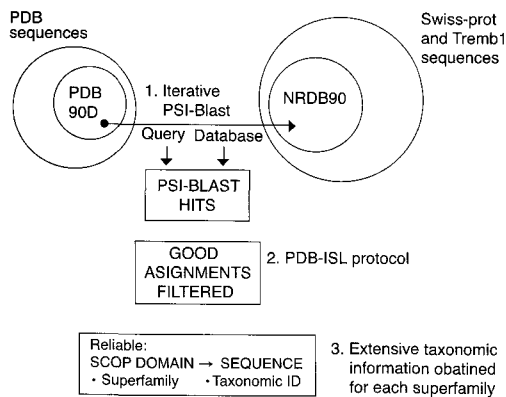 PDB
sequences
Swiss-prot
and Trembl
sequences
PDB
90D
1. Iterative
PSI-Blast
NRDB90
Query Database
PSI-BLAST
HITS
GOOD
ASIGNMENTS
FILTERED
2. PDB-ISL protocol
Reliable:
SCOP DOMAIN → SEQUENCE
• Superfamily • Taxonomic ID
3. Extensive taxonomic
information obatined
for each superfamily